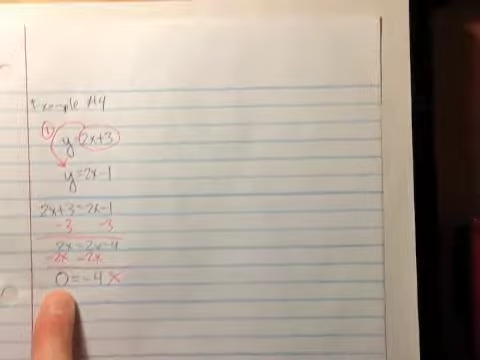 Example #4
① y=2x+3
y=2x-1
2x+3=2x-1
-3 -3
2x=2x-4
-2x -2x
0=-4 x